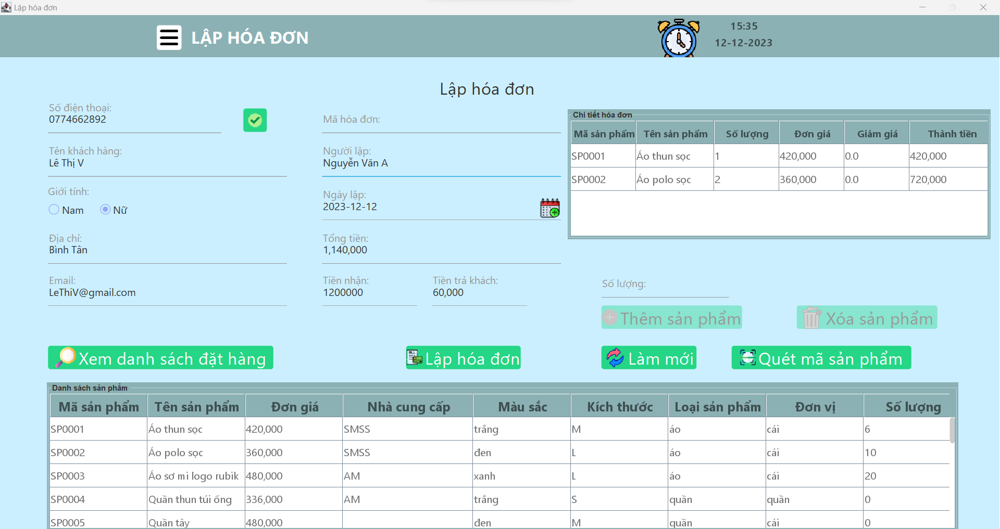 Lập hóa đơn
LẬP HÓA ĐƠN
15:35
12-12-2023
Lập hóa đơn
Số điện thoại:
0774662892
Tên khách hàng:
Lê Thị V
Giới tính:
Nam Nữ
Địa chỉ:
Bình Tân
Email:
LeThiV@gmail.com
Mã hóa đơn:
Người lập:
Nguyễn Văn A
Ngày lập:
2023-12-12
Tổng tiền:
1,140,000
Tiền nhận: Tiền trả khách:
1200000 60,000
Chi tiết hóa đơn
Mã sản phẩm Tên sản phẩm Số lượng Đơn giá Giảm giá Thành tiền
SP0001 Áo thun sọc 1 420,000 0.0 420,000
SP0002 Áo polo sọc 2 360,000 0.0 720,000
Số lượng:
Thêm sản phẩm Xóa sản phẩm
Xem danh sách đặt hàng BILL Lập hóa đơn Làm mới Quét mã sản phẩm
Danh sách sản phẩm
Mã sản phẩm Tên sản phẩm Đơn giá Nhà cung cấp Màu sắc Kích thước Loại sản phẩm Đơn vị Số lượng
SP0001 Áo thun sọc 420,000 SMSS trắng M áo cái 6
SP0002 Áo polo sọc 360,000 SMSS đen L áo cái 10
SP0003 Áo sơ mi logo rubik 480,000 AM xanh L áo cái 20
SP0004 Quần thun túi ống 336,000 AM trắng S quần quần 0
SP0005 Quần tây 480,000 đen M quần cái 0